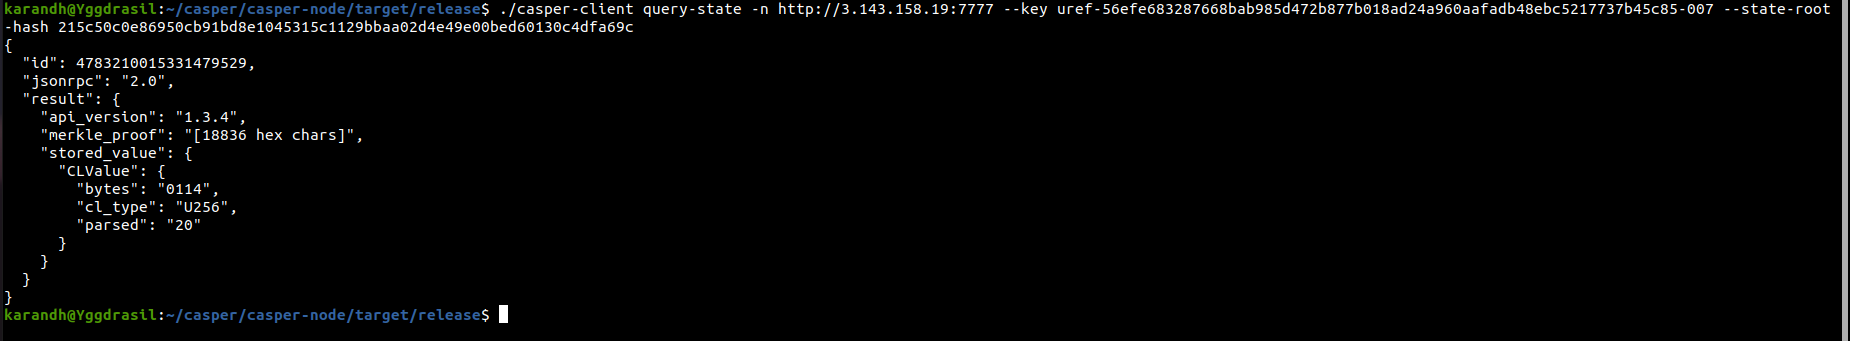 karandh@Yggdrasil:~/casper/casper-node/target/release$ ./casper-client query-state -n http://3.143.158.19:7777 --key uref-56efe683287668bab985d472b877b018ad24a960aafadb48ebc5217737b45c85-007 --state-root
-hash 215c50c0e86950cb91bd8e1045315c1129bbaa02d4e49e00bed60130c4dfa69c
{
  "id": 4783210015331479529,
  "jsonrpc": "2.0",
  "result": {
    "api_version": "1.3.4",
    "merkle_proof": "[18836 hex chars]",
    "stored_value": {
      "CLValue": {
        "bytes": "0114",
        "cl_type": "U256",
        "parsed": "20"
      }
    }
  }
}
karandh@Yggdrasil:~/casper/casper-node/target/release$